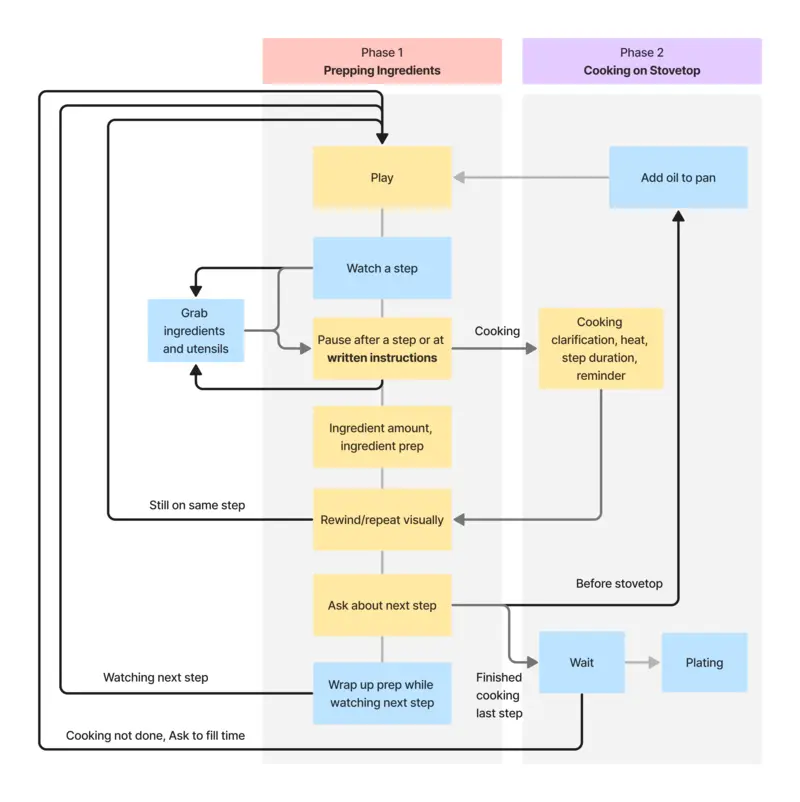 Phase 1
Prepping Ingredients
Phase 2
Cooking on Stovetop
Play
Add oil to pan
Watch a step
Grab
ingredients
and utensils
Pause after a step or at
written instructions
Cooking
Cooking
clarification, heat,
step duration,
reminder
Ingredient amount,
ingredient prep
Still on same step
Rewind/repeat visually
Before stovetop
Ask about next step
Wait
Plating
Watching next step
Wrap up prep while
watching next step
Finished
cooking
last step
Cooking not done, Ask to fill time